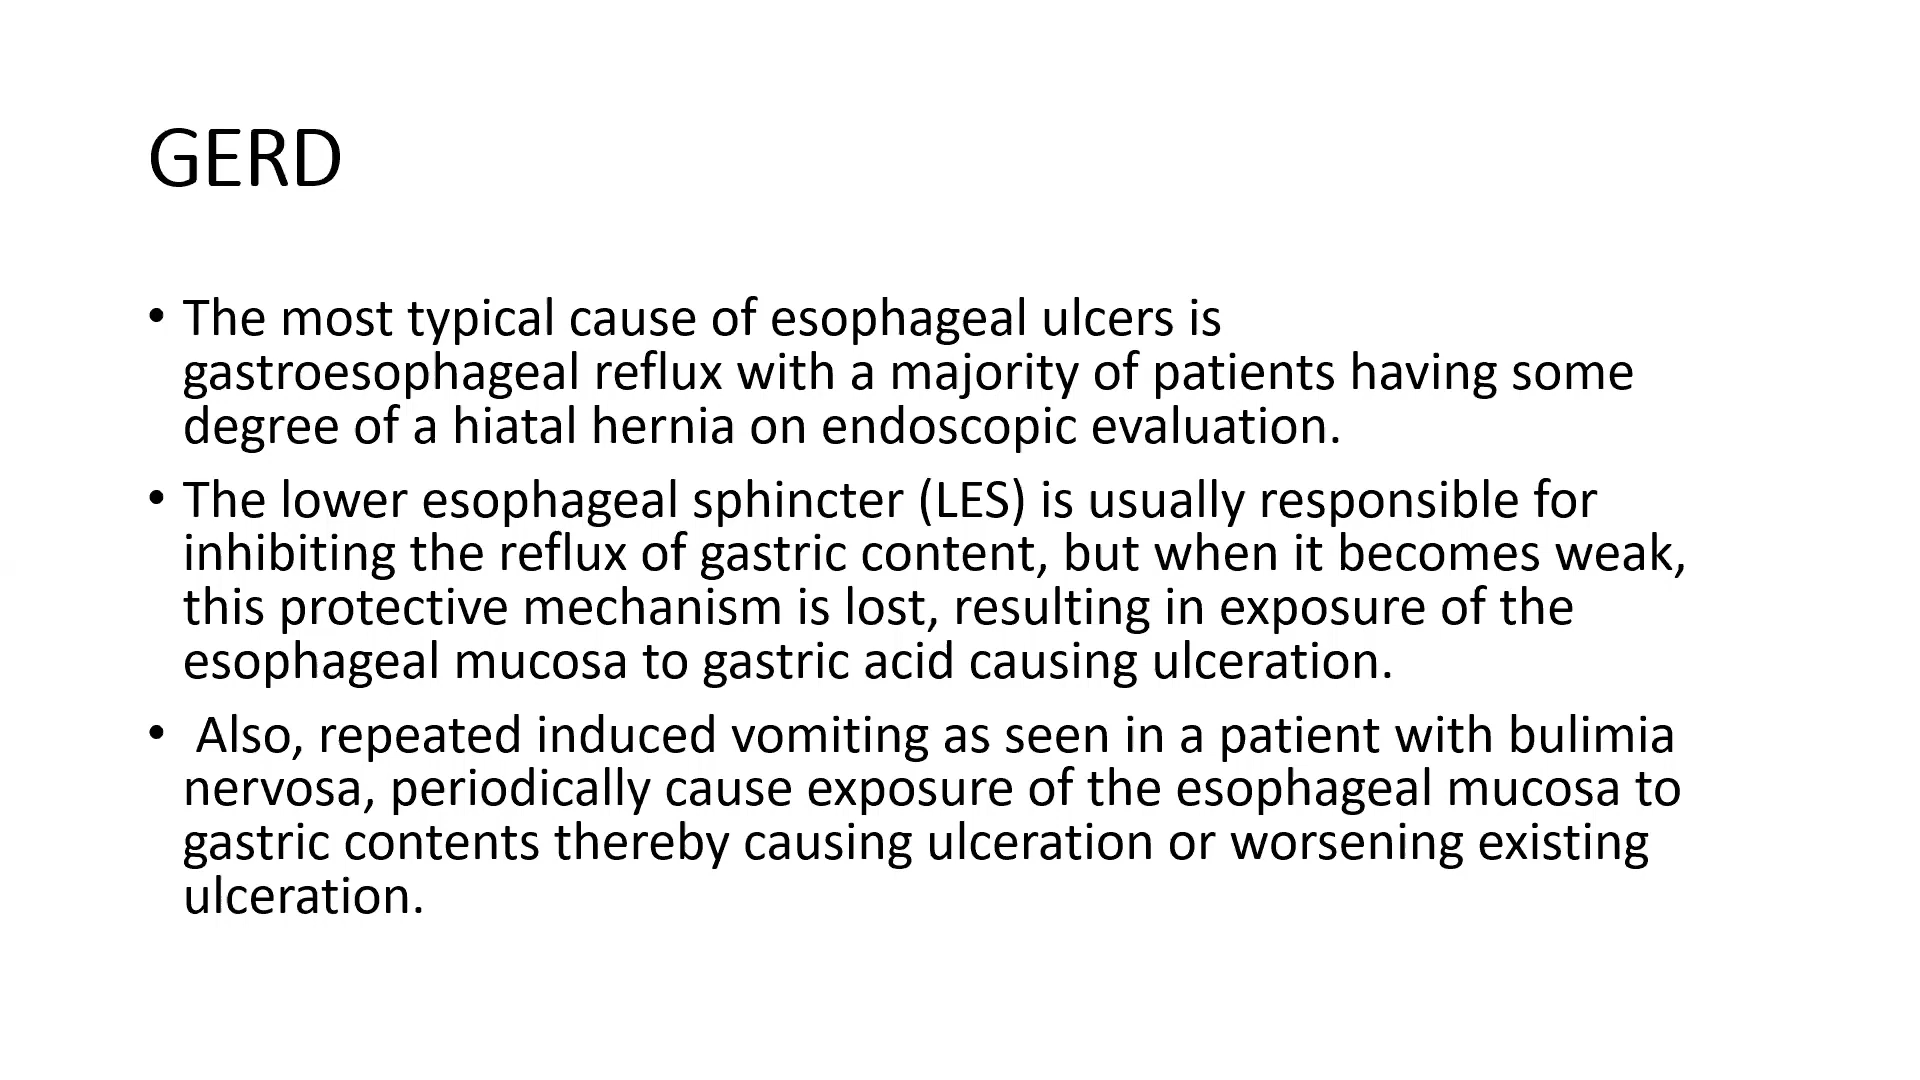 GERD
• The most typical cause of esophageal ulcers is
gastroesophageal reflux with a majority of patients having some
degree of a hiatal hernia on endoscopic evaluation.
• The lower esophageal sphincter (LES) is usually responsible for
inhibiting the reflux of gastric content, but when it becomes weak,
this protective mechanism is lost, resulting in exposure of the
esophageal mucosa to gastric acid causing ulceration.
• Also, repeated induced vomiting as seen in a patient with bulimia
nervosa, periodically cause exposure of the esophageal mucosa to
gastric contents thereby causing ulceration or worsening existing
ulceration.